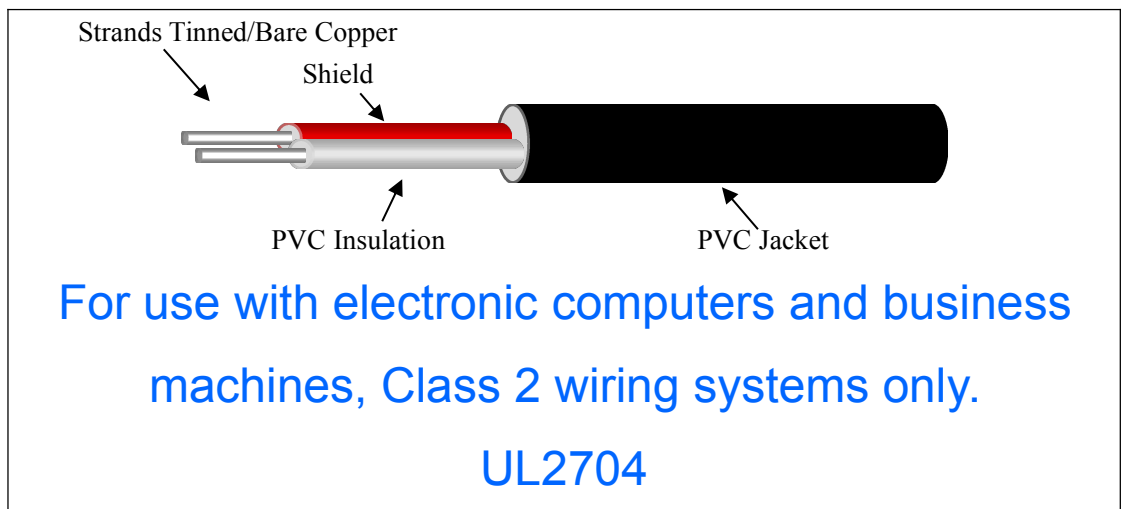 Strands Tinned/Bare Copper
Shield
PVC Insulation
PVC Jacket
For use with electronic computers and business
machines, Class 2 wiring systems only.
UL2704